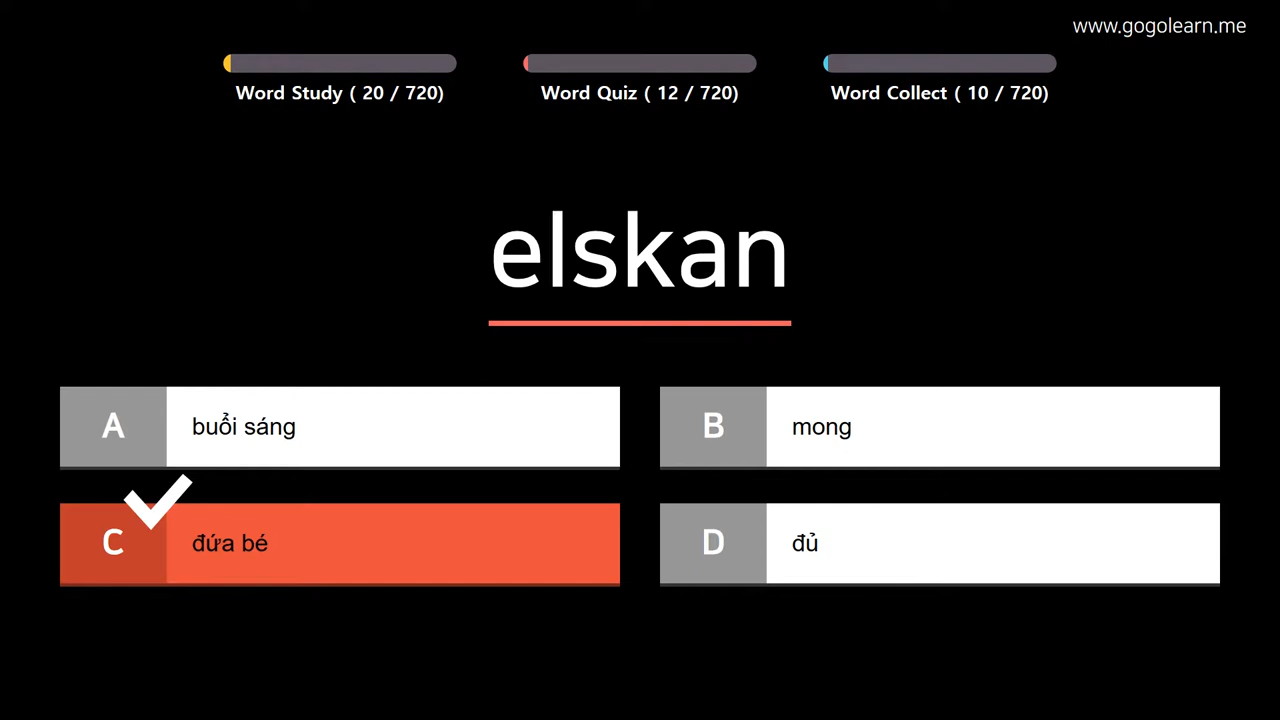 www.gogolearn.me
Word Study ( 20 / 720)
Word Quiz ( 12 / 720)
Word Collect ( 10 / 720)
elskan
A buổi sáng
B mong
C đứa bé
D đủ